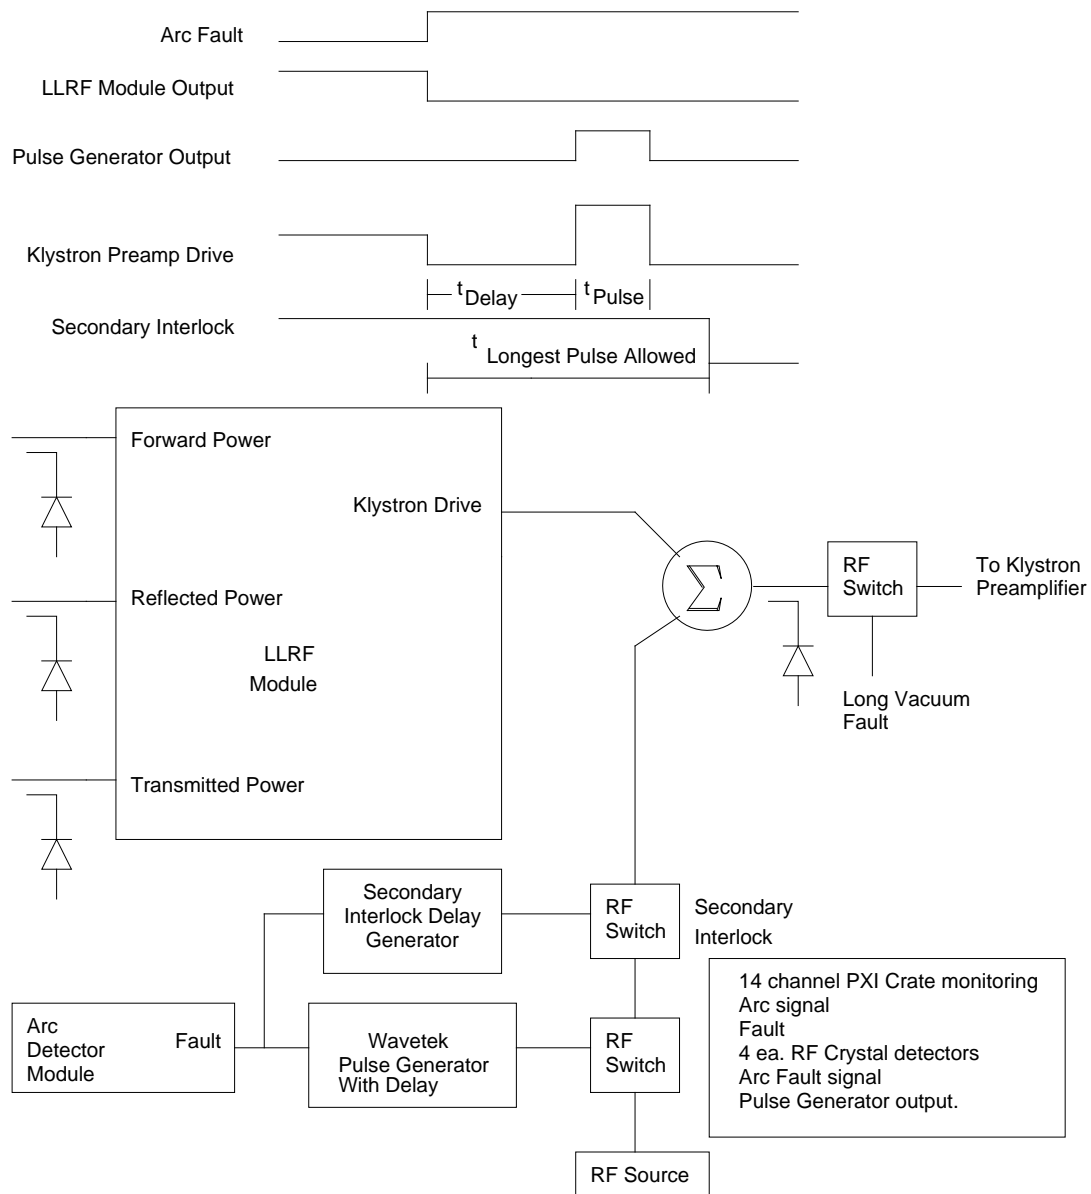 Arc Fault
LLRF Module Output
Pulse Generator Output
Klystron Preamp Drive
t Delay
t Pulse
Secondary Interlock
t Longest Pulse Allowed
Forward Power
Klystron Drive
Reflected Power
LLRF
Module
Transmitted Power
Σ
RF
Switch
To Klystron
Preamplifier
Long Vacuum
Fault
Secondary
Interlock Delay
Generator
RF
Switch
Secondary
Interlock
Arc
Detector
Module
Fault
Wavetek
Pulse Generator
With Delay
RF
Switch
14 channel PXI Crate monitoring
Arc signal
Fault
4 ea. RF Crystal detectors
Arc Fault signal
Pulse Generator output.
RF Source